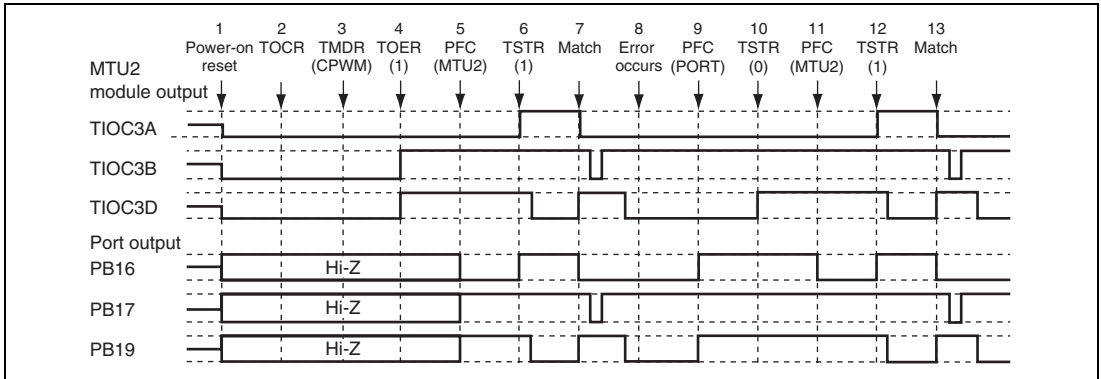 1 2 3 4 5 6 7 8 9 10 11 12 13
Power-on TOCR TMDR TOER PFC TSTR Match Error PFC TSTR PFC TSTR Match
reset (CPWM) (1) (MTU2) (1) occurs (PORT) (0) (MTU2) (1)
MTU2
module output
TIOC3A
TIOC3B
TIOC3D
Port output
PB16 Hi-Z
PB17 Hi-Z
PB19 Hi-Z